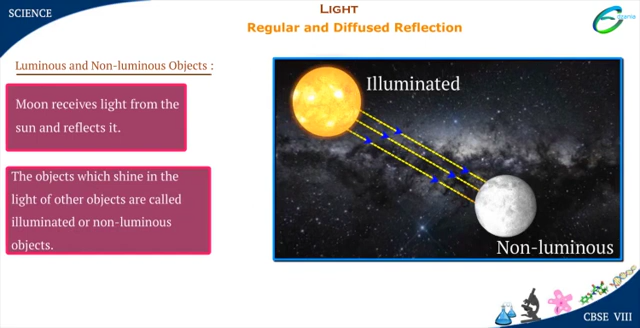 SCIENCE
LIGHT
Regular and Diffused Reflection
Luminous and Non-luminous Objects :
Moon receives light from the
sun and reflects it.
The objects which shine in the
light of other objects are called
illuminated or non-luminous
objects.
Illuminated
Non-luminous
CBSE VIII